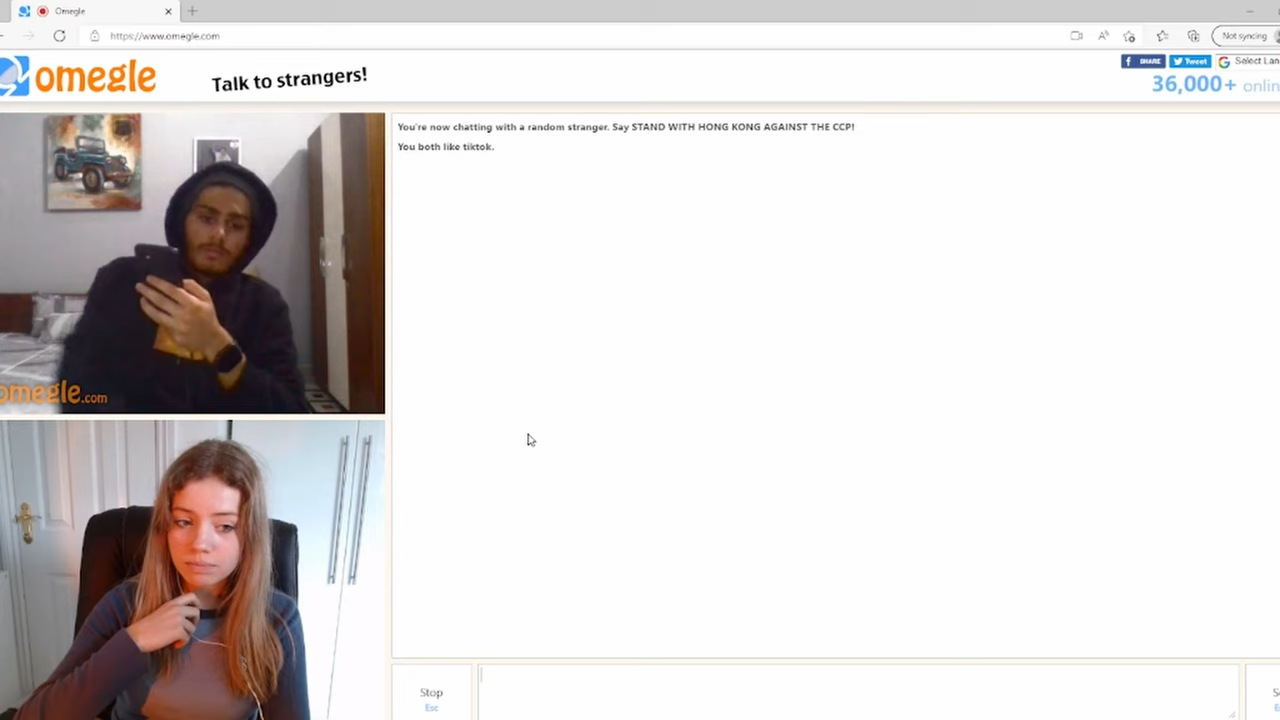 Omegle
https://www.omegle.com
Not syncing
omegle
Talk to strangers!
SHARE
Tweet
Select
36,000+
You're now chatting with a random stranger. Say STAND WITH HONG KONG AGAINST THE CCP!
You both like tiktok.
omegle.com
Stop
Esc